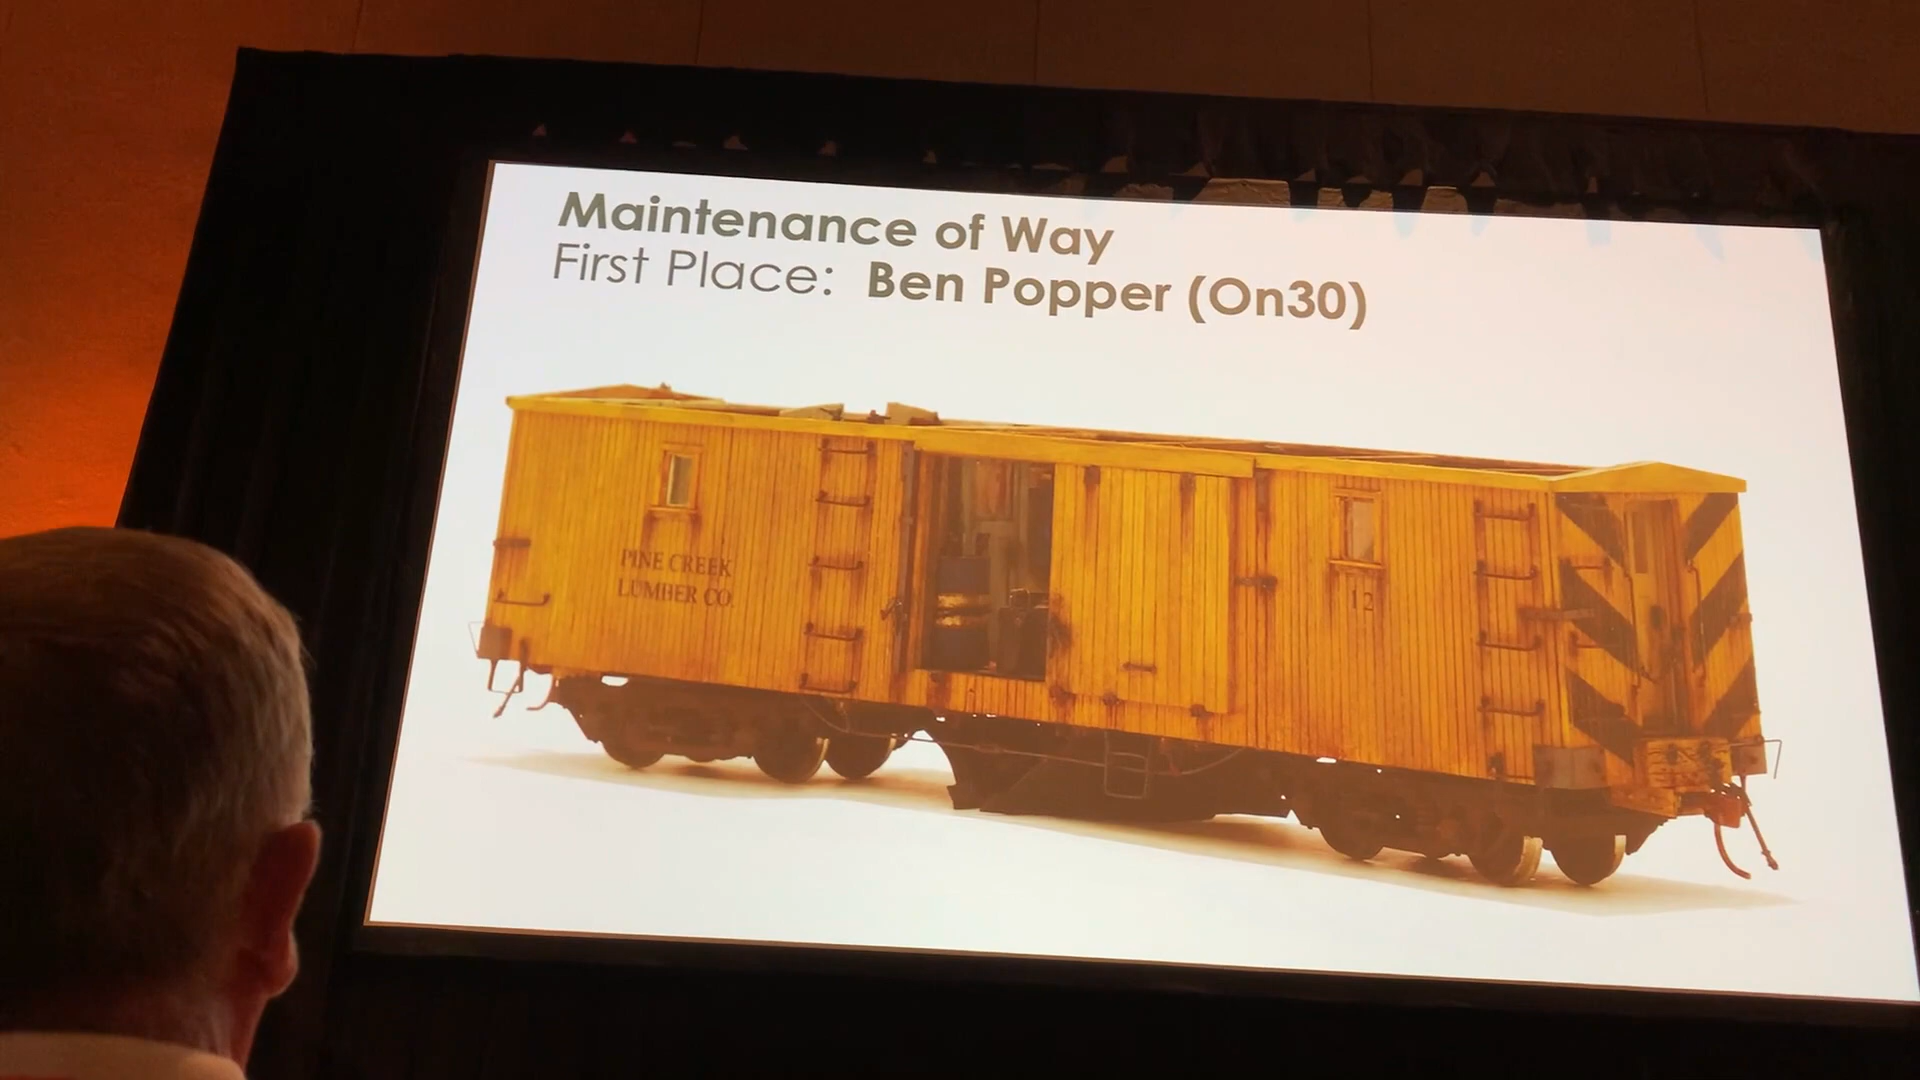 Maintenance of Way
First Place: Ben Popper (On30)
PINE CREEK
LUMBER CO.
12